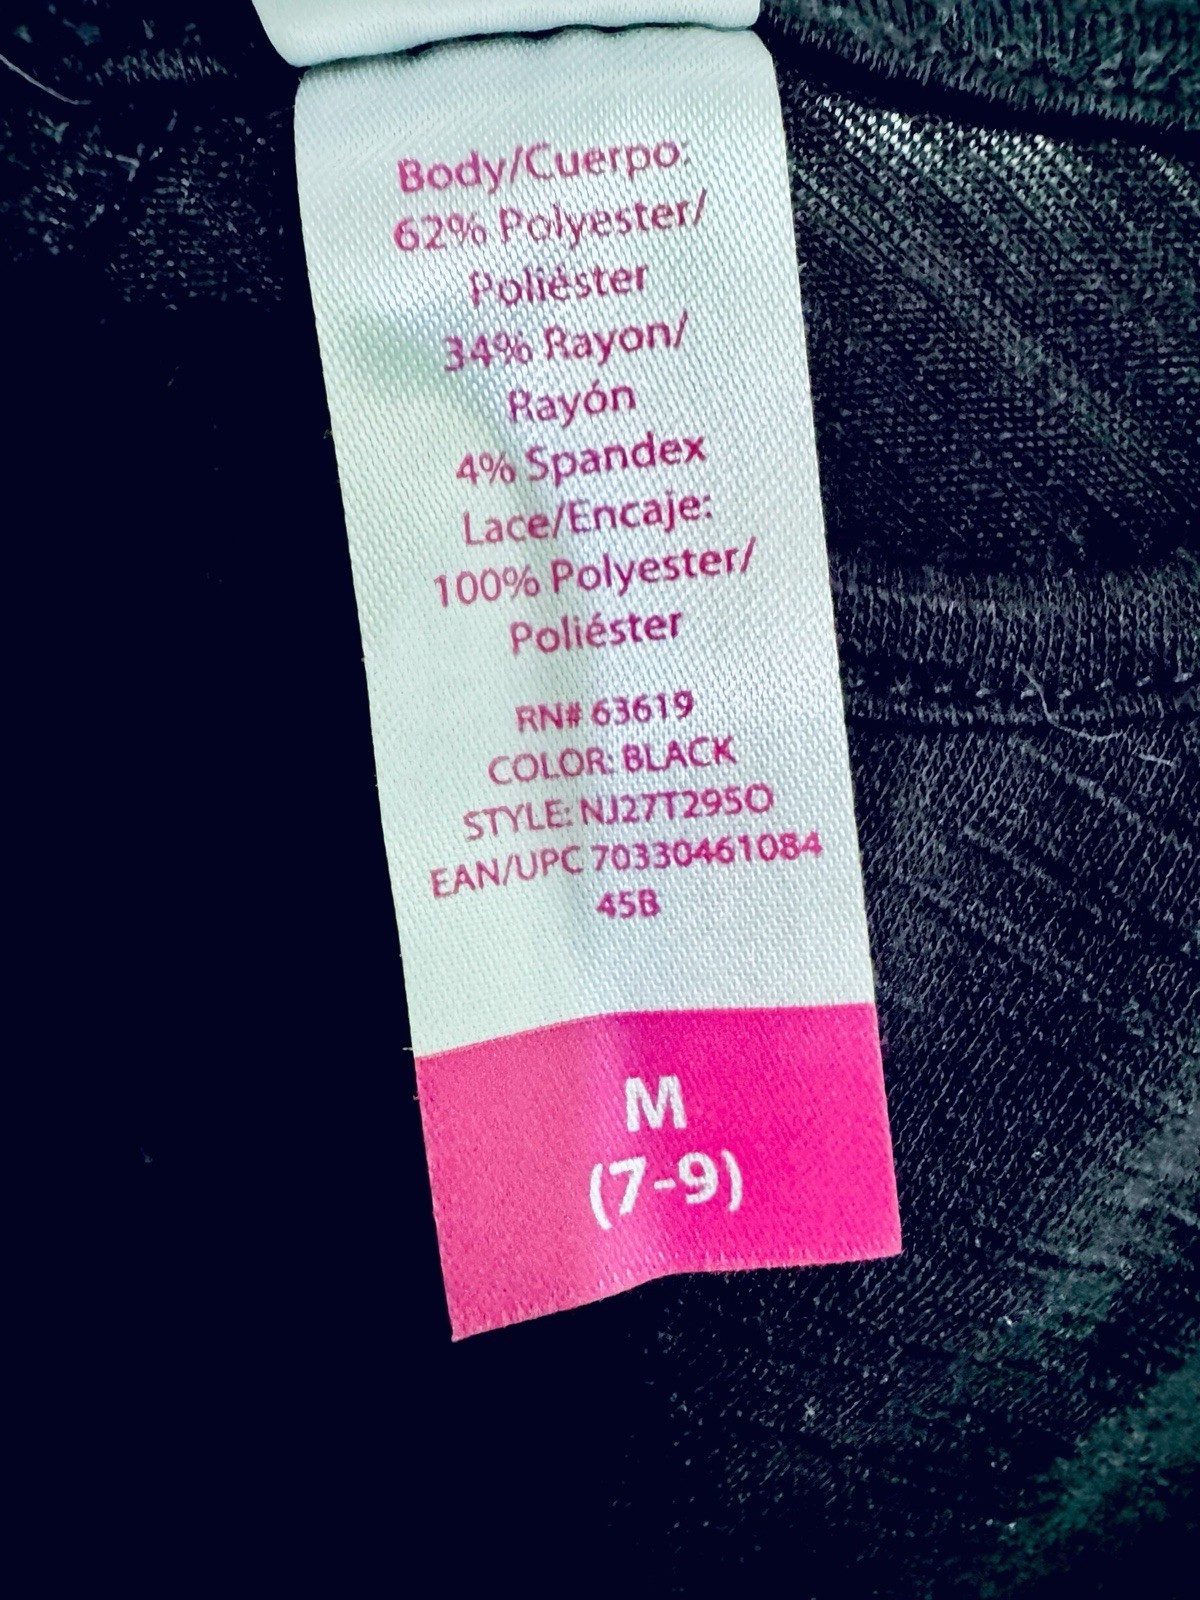 Body/Cuerpo:
62% Polyester/
Poliéster
34% Rayon/
Rayón
4% Spandex
Lace/Encaje:
100% Polyester/
Poliéster
RN# 63619
COLOR: BLACK
STYLE: NJ27T295O
EAN/UPC 70330461084
45B
M
(7-9)